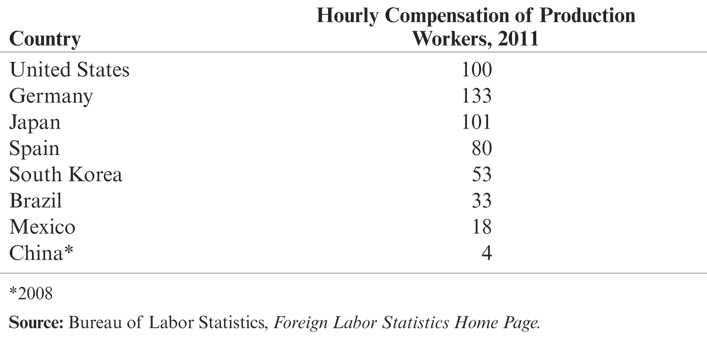 Hourly Compensation of Production
Country Workers, 2011
United States 100
Germany 133
Japan 101
Spain 80
South Korea 53
Brazil 33
Mexico 18
China* 4
*2008
Source: Bureau of Labor Statistics, Foreign Labor Statistics Home Page.